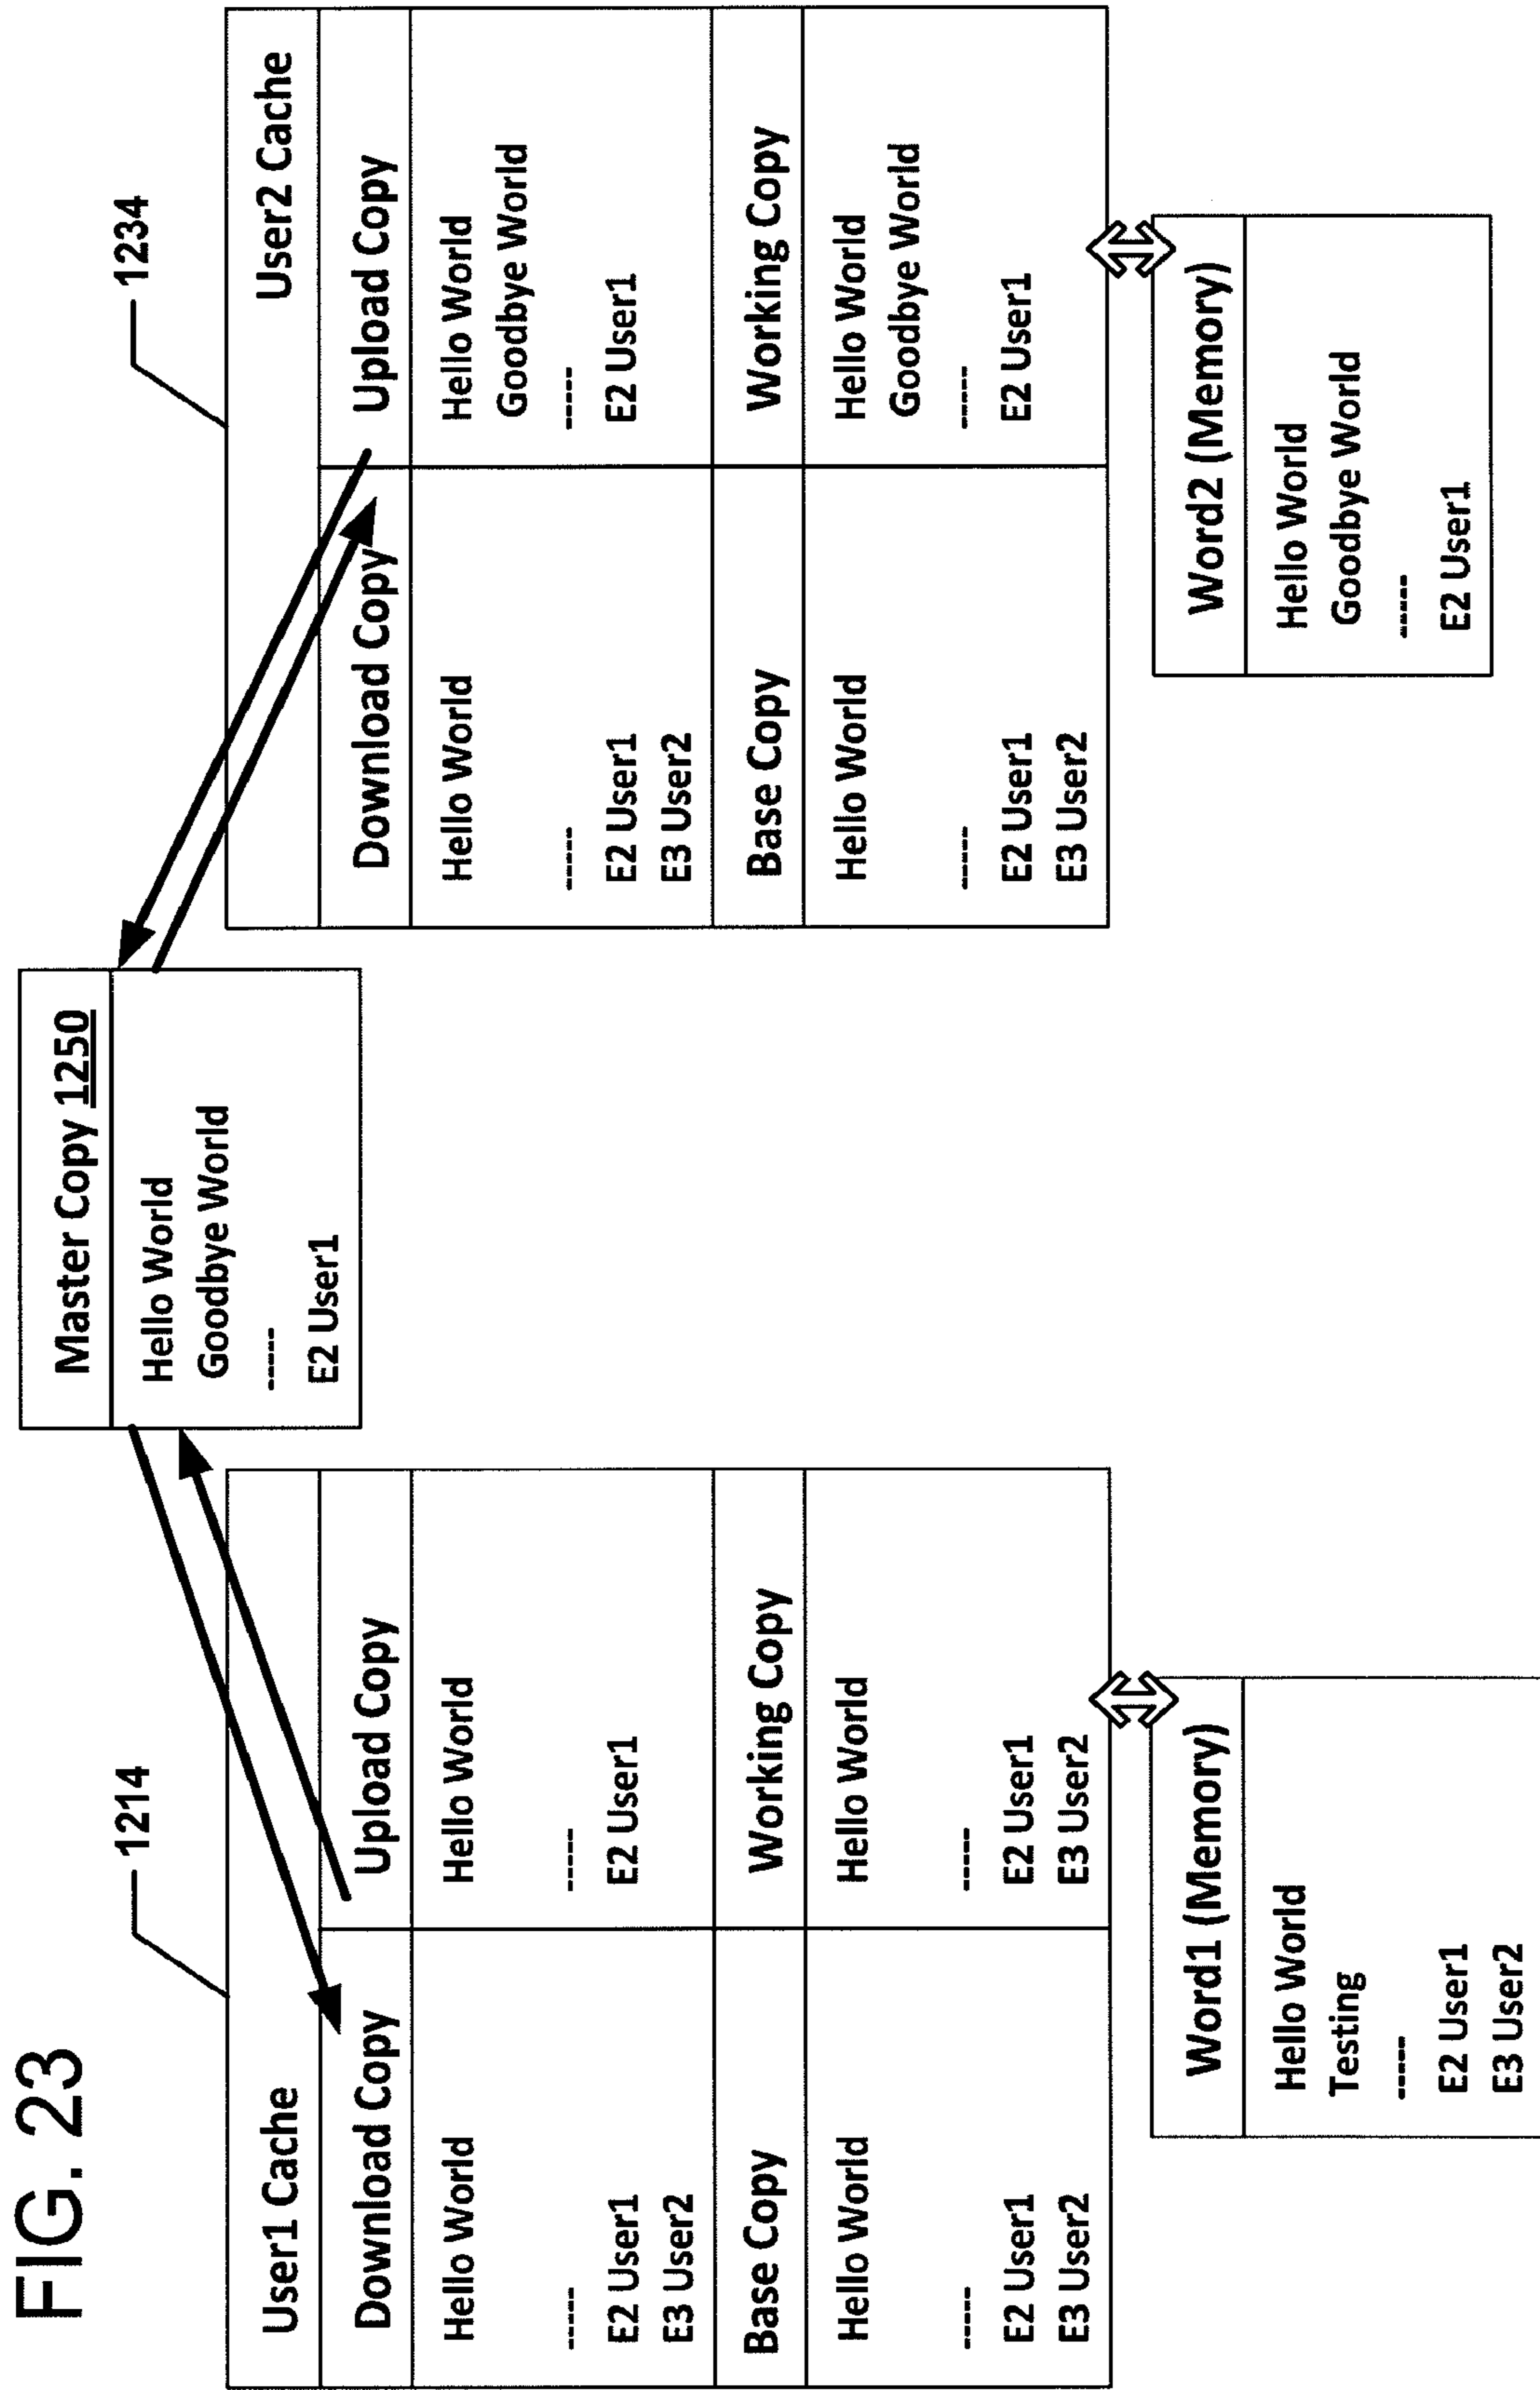 FIG. 23
Master Copy 1250
Hello World
Goodbye World
-----
E2 User1
1214
User1 Cache
Download Copy
Hello World
-----
E2 User1
E3 User2
Upload Copy
Hello World
-----
E2 User1
Base Copy
Hello World
-----
E2 User1
E3 User2
Working Copy
Hello World
-----
E2 User1
E3 User2
Word1 (Memory)
Hello World
Testing
-----
E2 User1
E3 User2
1234
User2 Cache
Download Copy
Hello World
-----
E2 User1
E3 User2
Upload Copy
Hello World
Goodbye World
-----
E2 User1
Base Copy
Hello World
-----
E2 User1
E3 User2
Working Copy
Hello World
Goodbye World
-----
E2 User1
Word2 (Memory)
Hello World
Goodbye World
-----
E2 User1